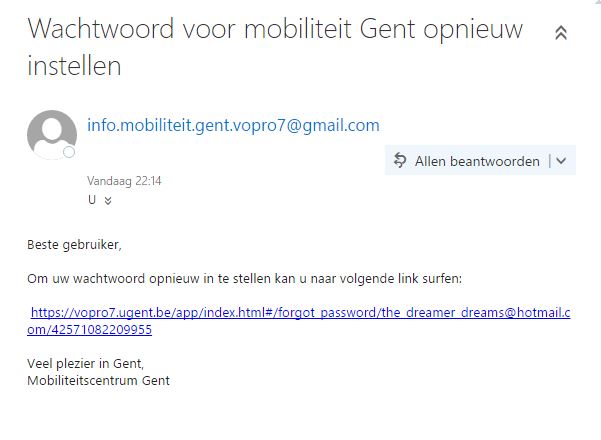 Wachtwoord voor mobiliteit Gent opnieuw
instellen
info.mobiliteit.gent.vopro7@gmail.com
Allen beantwoorden
Vandaag 22:14
U
Beste gebruiker,
Om uw wachtwoord opnieuw in te stellen kan u naar volgende link surfen:
https://vopro7.ugent.be/app/index.html#/forgot_password/the_dreamer_dreams@hotmail.c
om/42571082209955
Veel plezier in Gent,
Mobiliteitscentrum Gent